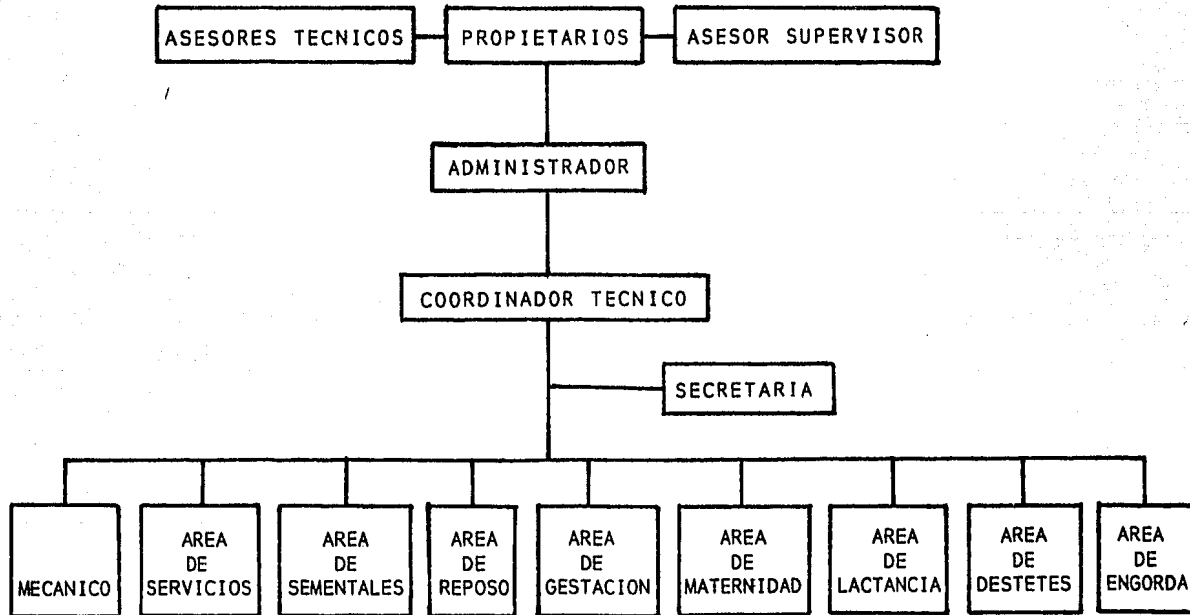 ASESORES TECNICOS
PROPIETARIOS
ASESOR SUPERVISOR
ADMINISTRADOR
COORDINADOR TECNICO
SECRETARIA
MECANICO
AREA
DE
SERVICIOS
AREA
DE
SEMENTALES
AREA
DE
REPOSO
AREA
DE
GESTACION
AREA
DE
MATERNIDAD
AREA
DE
LACTANCIA
AREA
DE
DESTETES
AREA
DE
ENGORDA